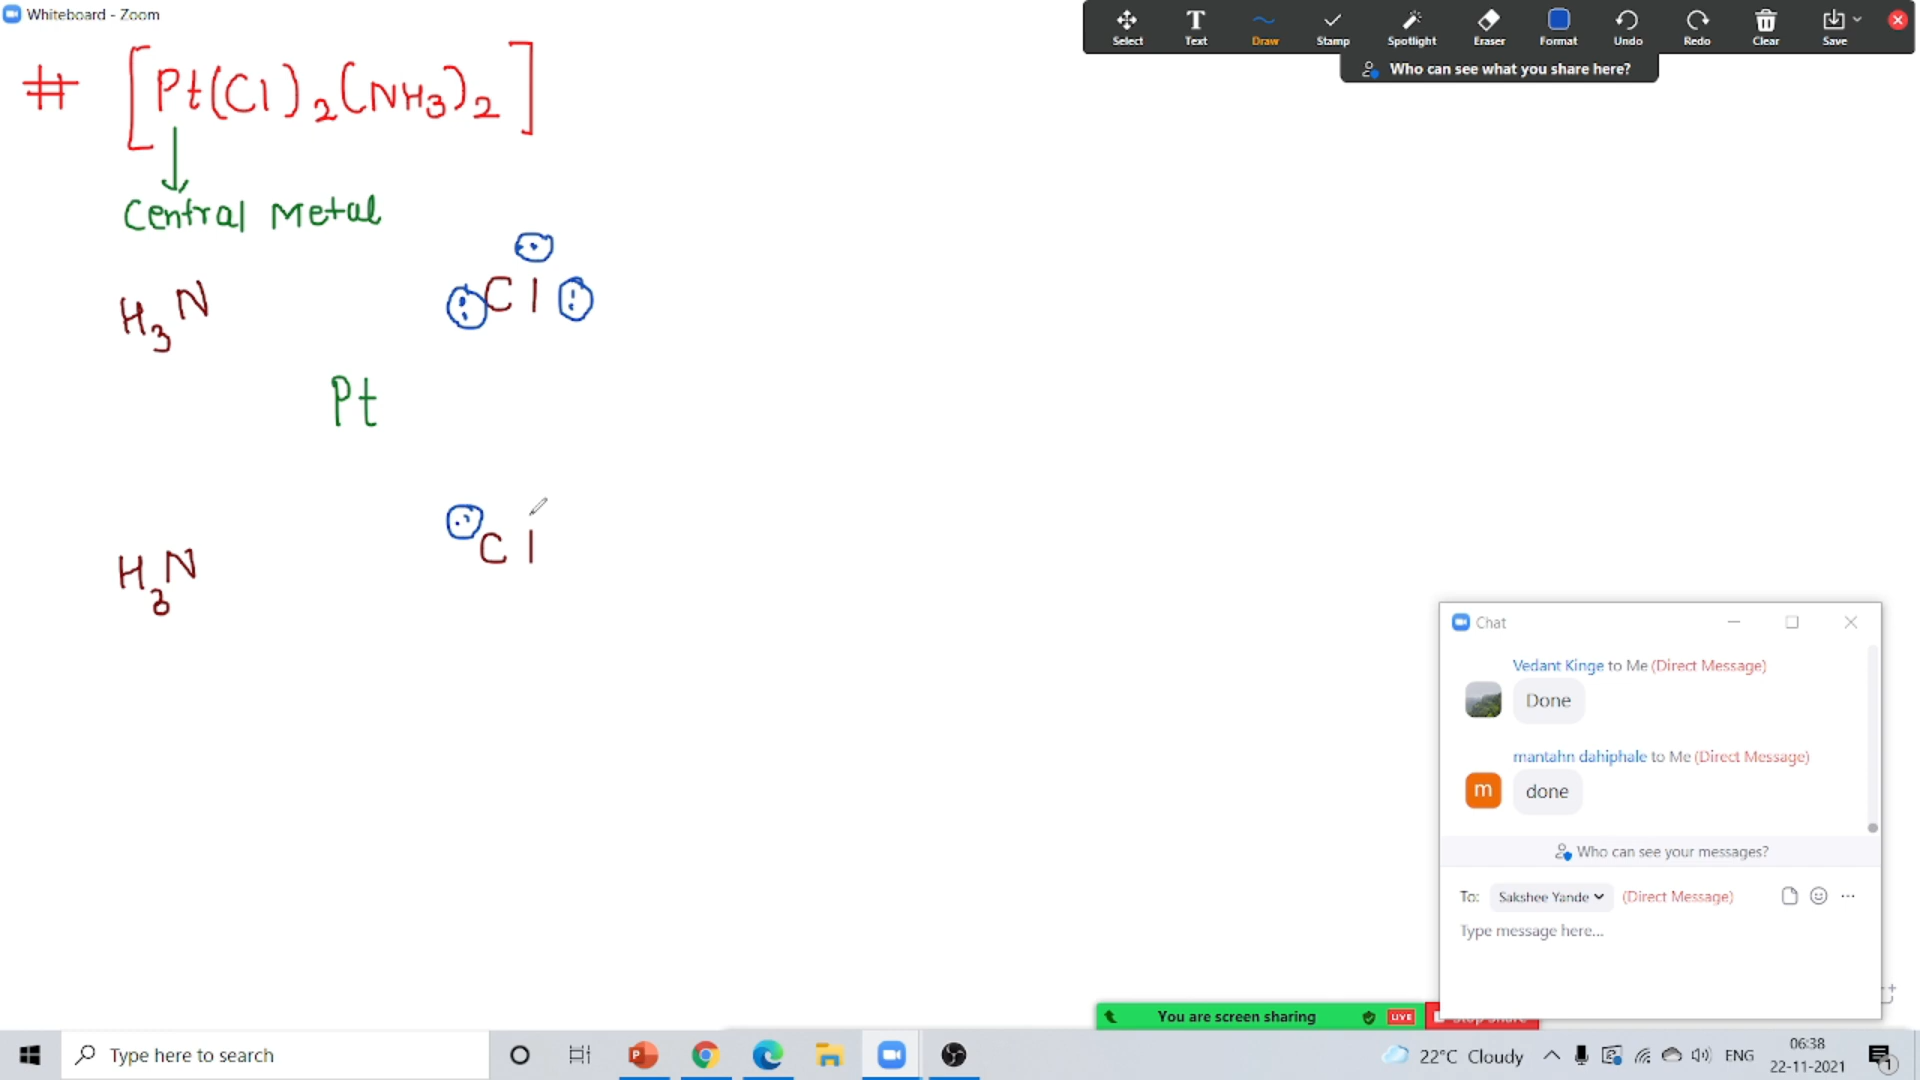 Whiteboard - Zoom
Select Text Draw Stamp Spotlight Eraser Format Undo Redo Clear Save
Who can see what you share here?
# [Pt(Cl)2(NH3)2]
Central Metal
H3N Cl
Pt
H3N Cl
Chat
Vedant Kinge to Me (Direct Message)
Done
mantahn dahiphale to Me (Direct Message)
m
done
Who can see your messages?
To: Sakshee Yande (Direct Message)
Type message here...
You are screen sharing LIVE
Type here to search
22°C Cloudy ENG
06:38
22-11-2021
1